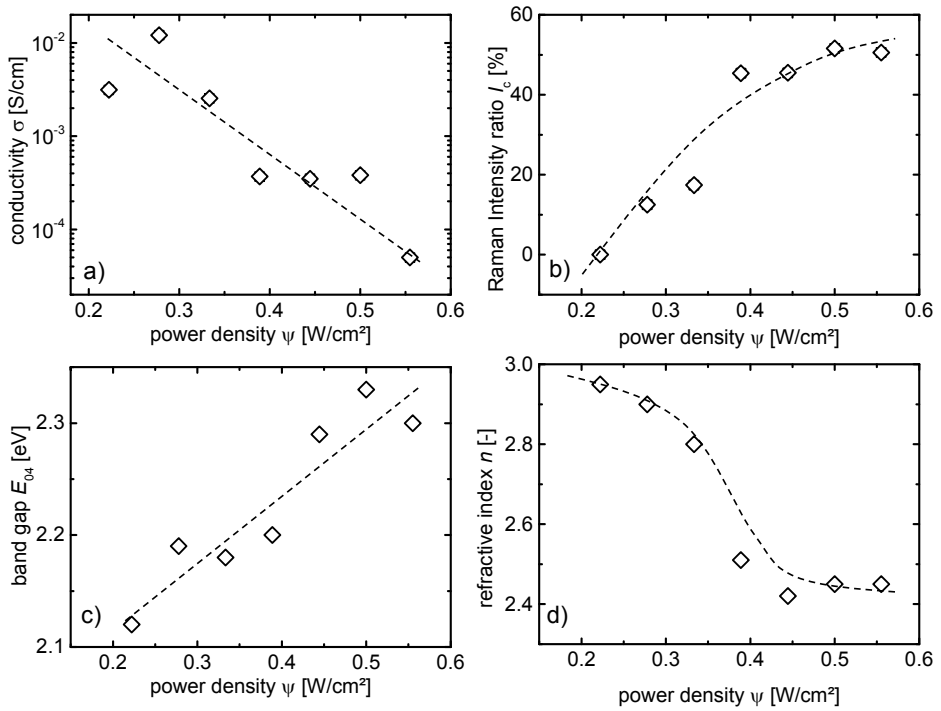 conductivity σ [S/cm]
10⁻²
10⁻³
10⁻⁴
a)
0.2 0.3 0.4 0.5 0.6
power density ψ [W/cm²]
Raman Intensity ratio I_c [%]
60
40
20
0
b)
0.2 0.3 0.4 0.5 0.6
power density ψ [W/cm²]
band gap E₀₄ [eV]
2.3
2.2
2.1
c)
0.2 0.3 0.4 0.5 0.6
power density ψ [W/cm²]
refractive index n [-]
3.0
2.8
2.6
2.4
d)
0.2 0.3 0.4 0.5 0.6
power density ψ [W/cm²]